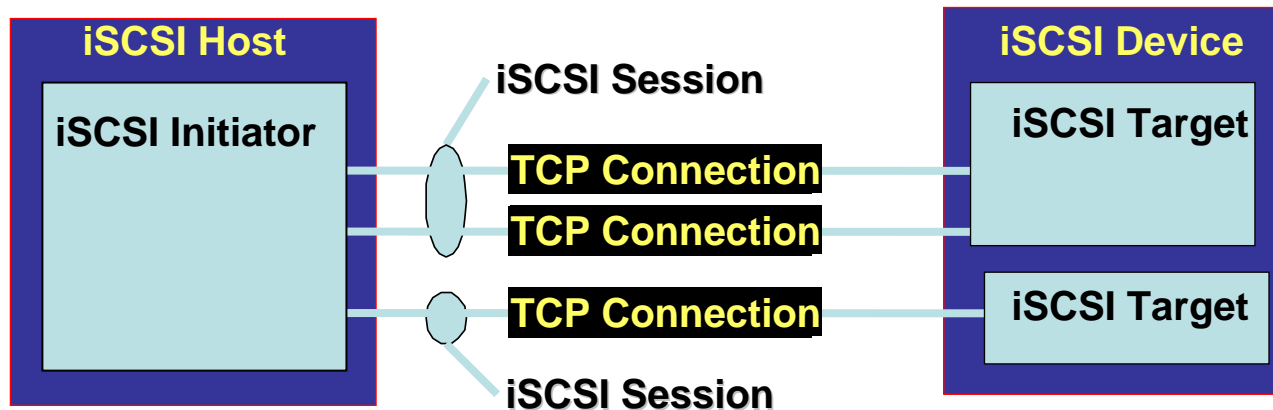 iSCSI Host
iSCSI Initiator
iSCSI Session
TCP Connection
TCP Connection
TCP Connection
iSCSI Session
iSCSI Device
iSCSI Target
iSCSI Target